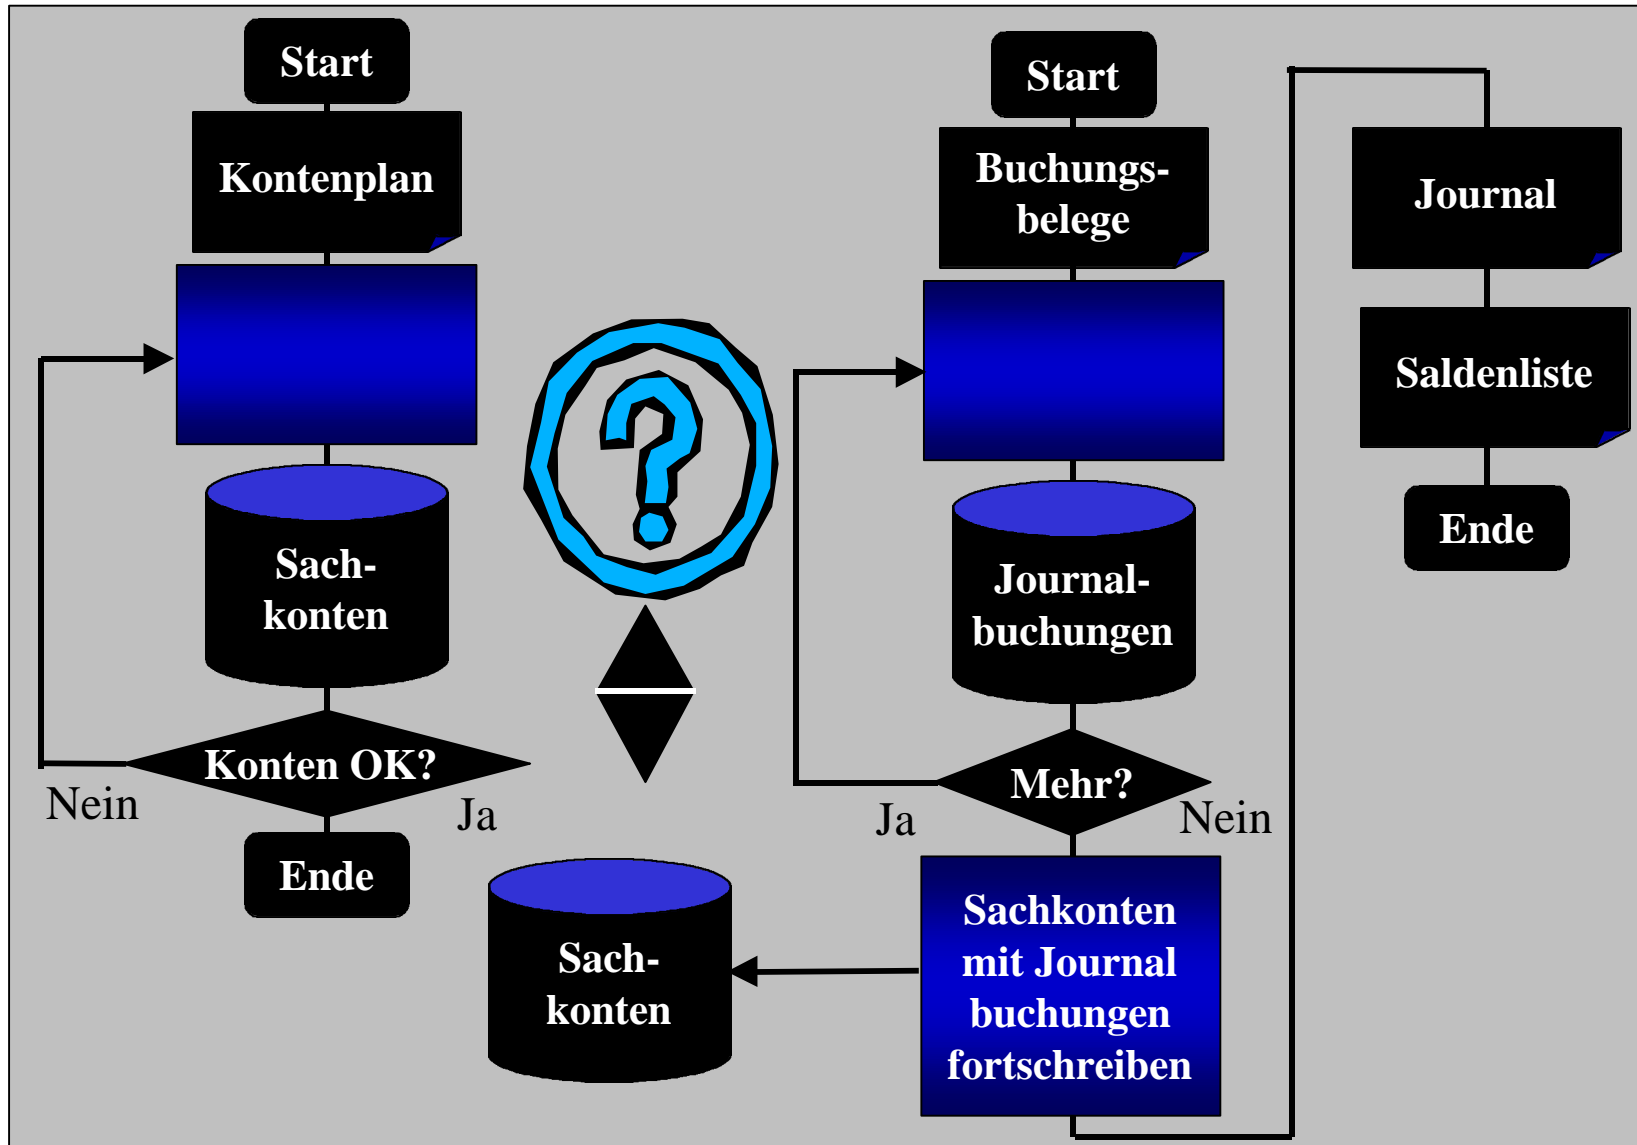 Start
Kontenplan
Sach-
konten
Konten OK?
Nein
Ja
Ende
Start
Buchungs-
belege
Journal-
buchungen
Mehr?
Ja
Nein
Sachkonten
mit Journal
buchungen
fortschreiben
Sach-
konten
Journal
Saldenliste
Ende
?